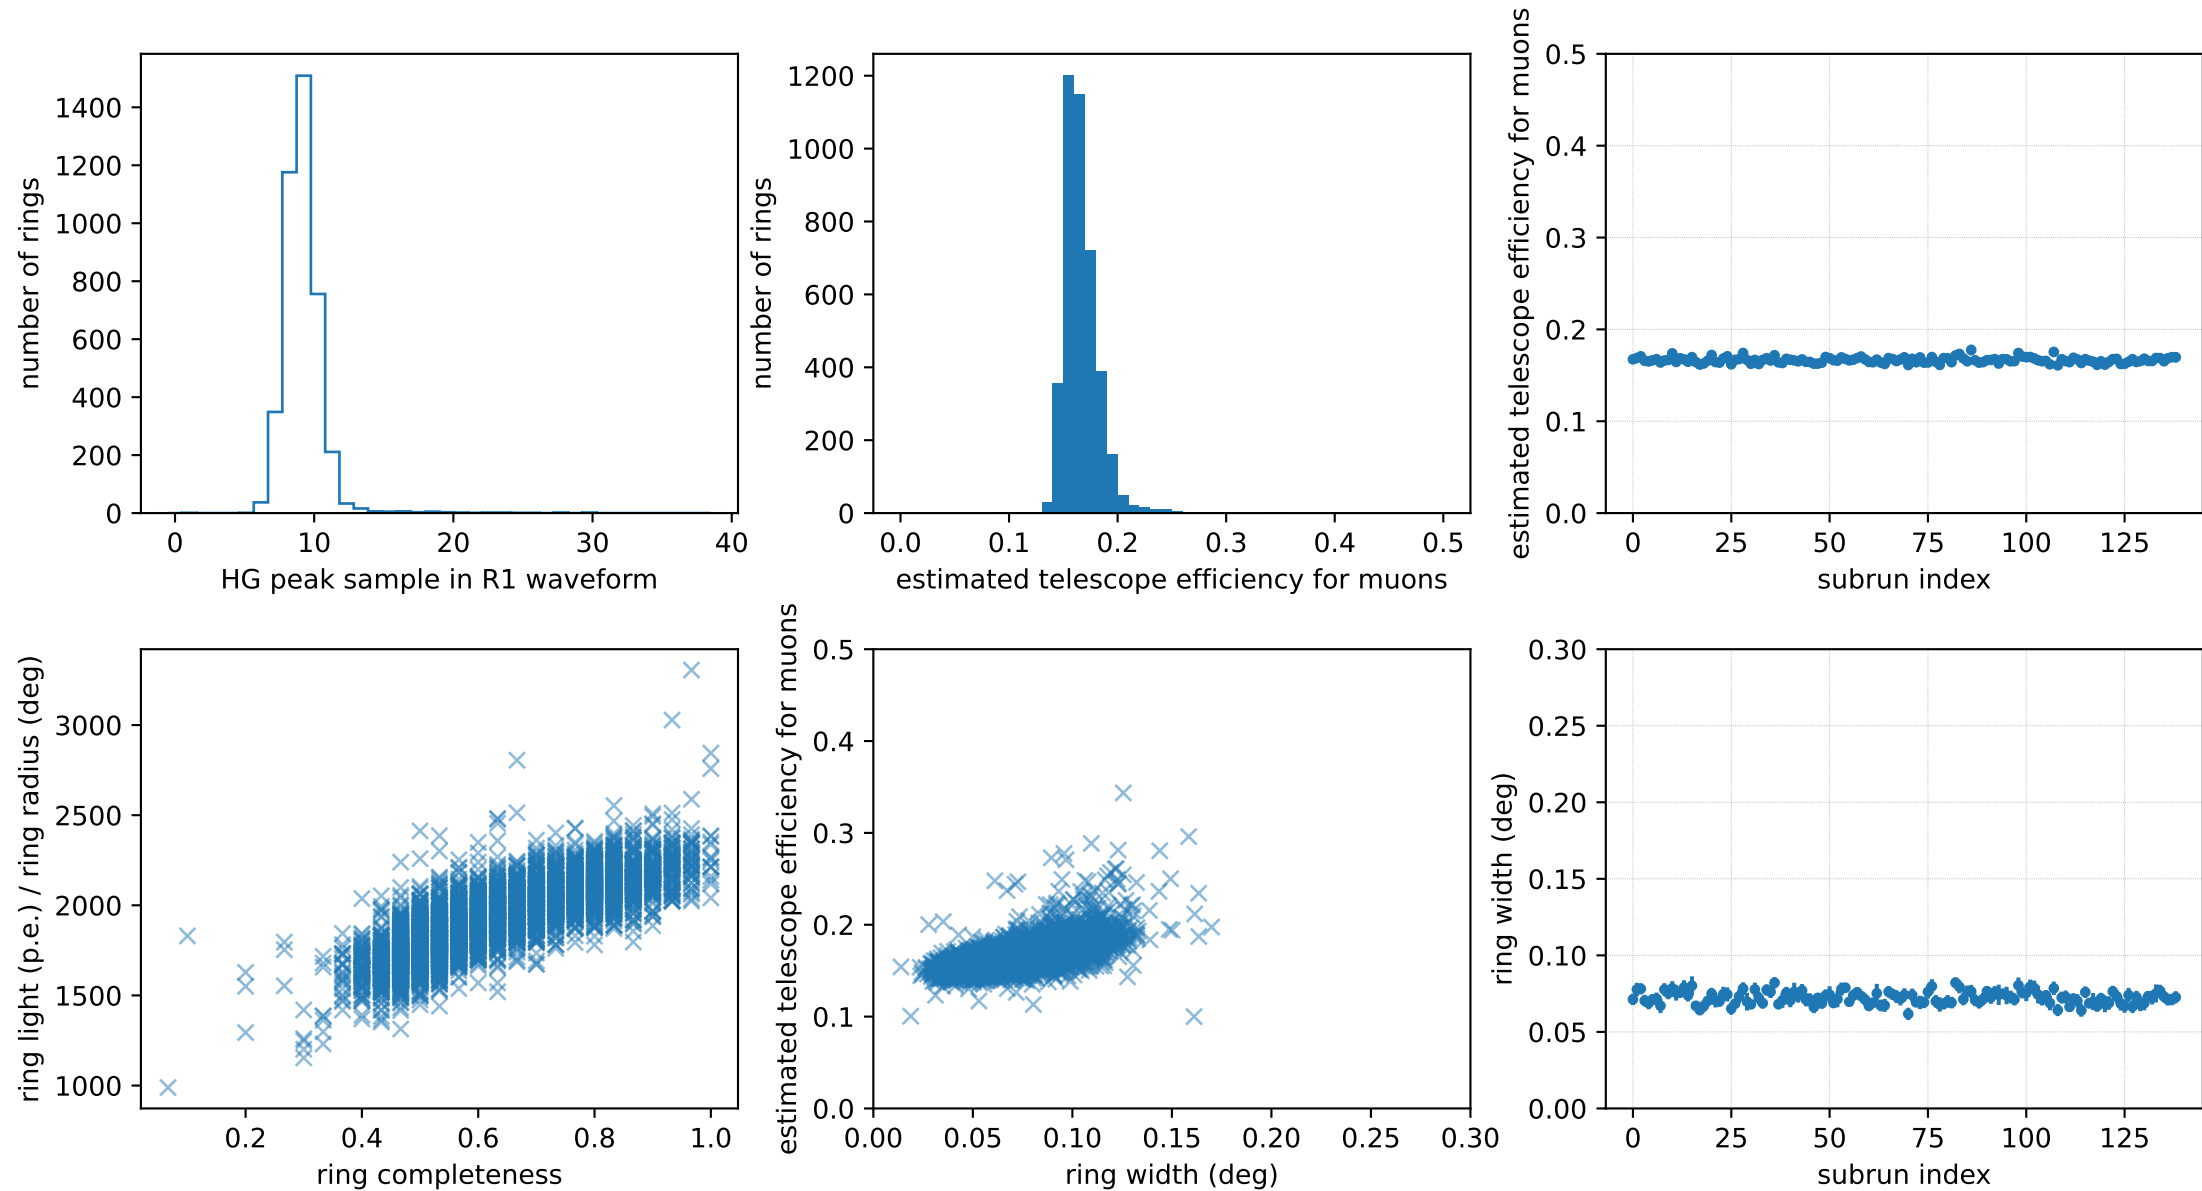 number of rings
1400
1200
1000
800
600
400
200
0
0 10 20 30 40
HG peak sample in R1 waveform
number of rings
1200
1000
800
600
400
200
0
0.0 0.1 0.2 0.3 0.4 0.5
estimated telescope efficiency for muons
estimated telescope efficiency for muons
0.5
0.4
0.3
0.2
0.1
0.0
0 25 50 75 100 125
subrun index
ring light (p.e.) / ring radius (deg)
3000
2500
2000
1500
1000
0.2 0.4 0.6 0.8 1.0
ring completeness
estimated telescope efficiency for muons
0.5
0.4
0.3
0.2
0.1
0.0
0.00 0.05 0.10 0.15 0.20 0.25 0.30
ring width (deg)
ring width (deg)
0.30
0.25
0.20
0.15
0.10
0.05
0.00
0 25 50 75 100 125
subrun index